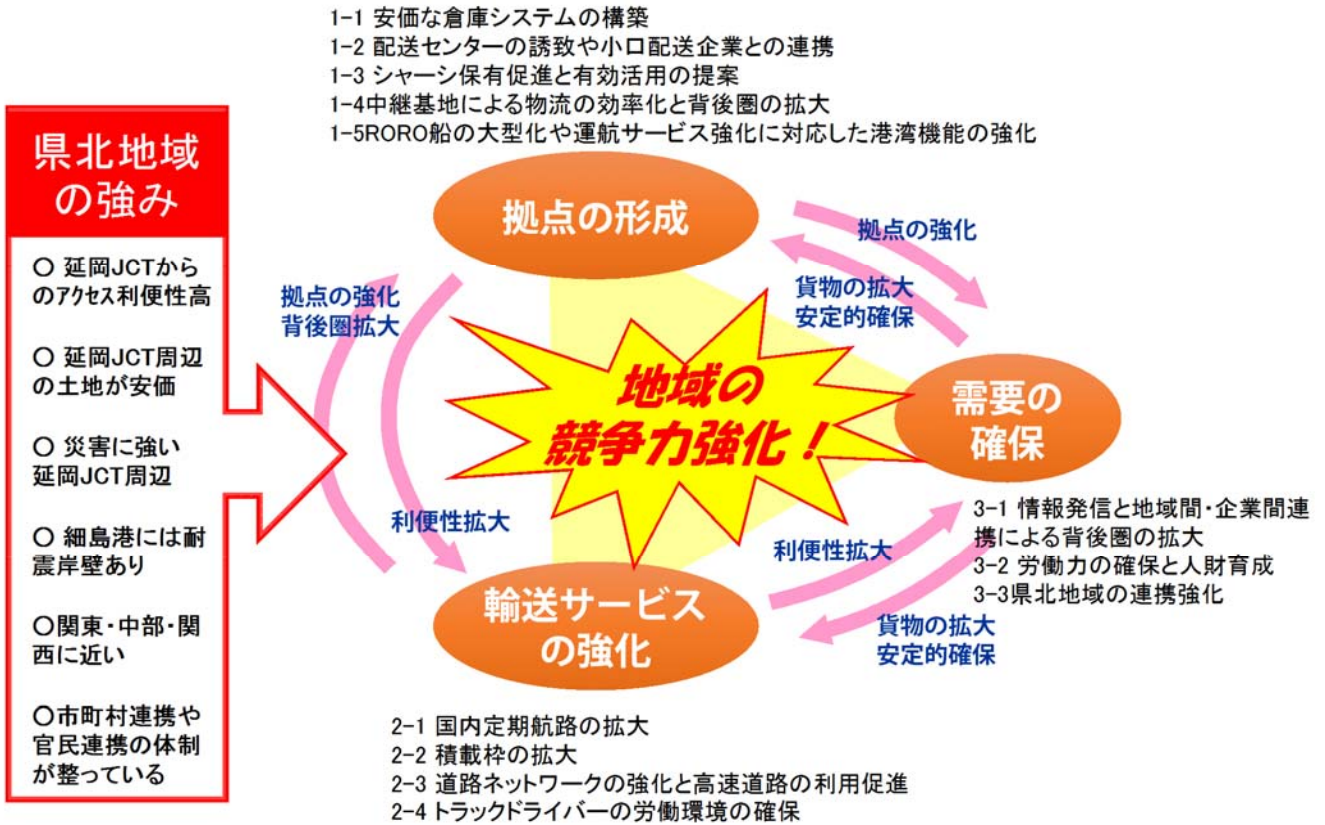 1-1 安価な倉庫システムの構築
1-2 配送センターの誘致や小口配送企業との連携
1-3 シャーシ保有促進と有効活用の提案
1-4中継基地による物流の効率化と背後圏の拡大
1-5RORO船の大型化や運航サービス強化に対応した港湾機能の強化
県北地域
の強み
○ 延岡JCTから
のアクセス利便性高
○ 延岡JCT周辺
の土地が安価
○ 災害に強い
延岡JCT周辺
○ 細島港には耐
震岸壁あり
○関東・中部・関
西に近い
○市町村連携や
官民連携の体制
が整っている
拠点の形成
拠点の強化
貨物の拡大
安定的確保
拠点の強化
背後圏拡大
地域の
競争力強化！
需要の
確保
利便性拡大
利便性拡大
3-1 情報発信と地域間・企業間連
携による背後圏の拡大
3-2 労働力の確保と人財育成
3-3県北地域の連携強化
輸送サービス
の強化
貨物の拡大
安定的確保
2-1 国内定期航路の拡大
2-2 積載枠の拡大
2-3 道路ネットワークの強化と高速道路の利用促進
2-4 トラックドライバーの労働環境の確保